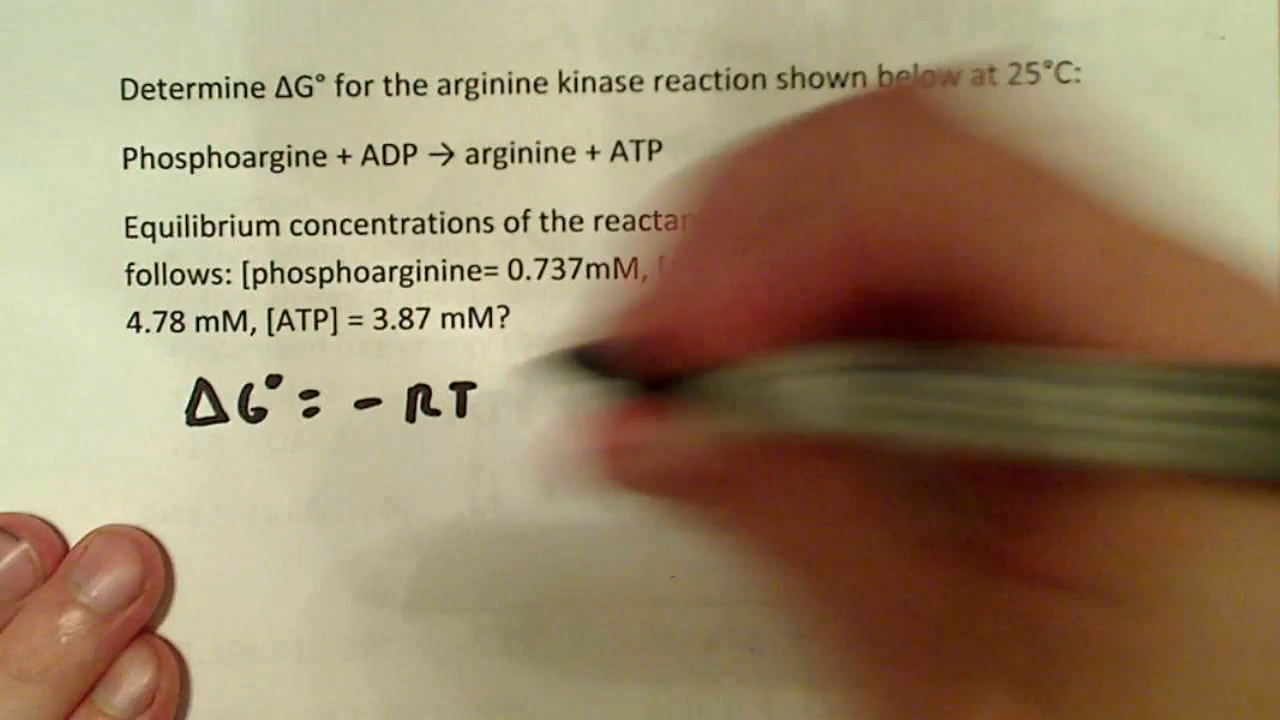 Determine ΔG° for the arginine kinase reaction shown below at 25°C:
Phosphoargine + ADP → arginine + ATP
Equilibrium concentrations of the
follows: [phosphoarginine= 0.737mM,
4.78 mM, [ATP] = 3.87 mM?
ΔG° = - RT